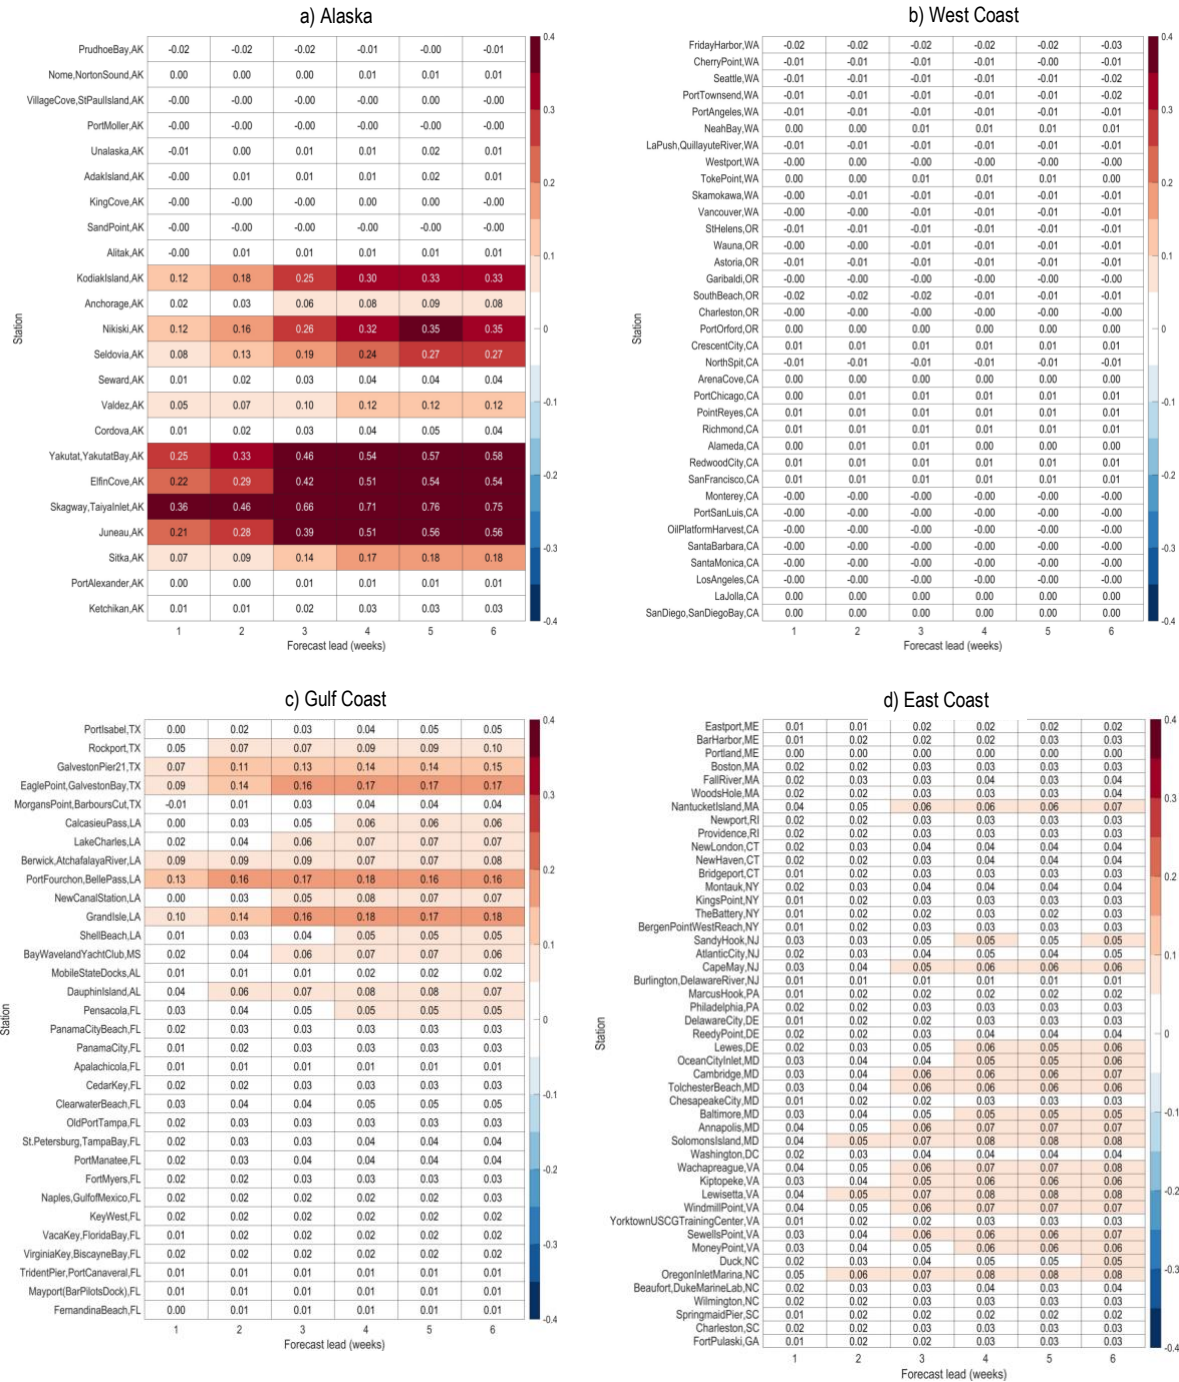 a) Alaska
PrudhoeBay,AK -0.02 -0.02 -0.02 -0.01 -0.00 -0.01
Nome,NortonSound,AK 0.00 0.00 0.00 0.01 0.01 0.01
VillageCove,StPaulIsland,AK -0.00 -0.00 -0.00 -0.00 0.00 -0.00
PortMoller,AK -0.00 -0.00 -0.00 -0.00 -0.00 -0.00
Unalaska,AK -0.01 0.00 0.01 0.01 0.02 0.01
AdakIsland,AK -0.00 0.01 0.01 0.01 0.02 0.01
KingCove,AK -0.00 -0.00 -0.00 0.00 0.00 -0.00
SandPoint,AK -0.00 -0.00 -0.00 -0.00 -0.00 -0.00
Alitak,AK -0.00 0.01 0.01 0.01 0.01 0.01
KodiakIsland,AK 0.12 0.18 0.25 0.30 0.33 0.33
Anchorage,AK 0.02 0.03 0.06 0.08 0.09 0.08
Nikiski,AK 0.12 0.16 0.26 0.32 0.35 0.35
Seldovia,AK 0.08 0.13 0.19 0.24 0.27 0.27
Seward,AK 0.01 0.02 0.03 0.04 0.04 0.04
Valdez,AK 0.05 0.07 0.10 0.12 0.12 0.12
Cordova,AK 0.01 0.02 0.03 0.04 0.05 0.04
Yakutat,YakutatBay,AK 0.25 0.33 0.46 0.54 0.57 0.58
ElfinCove,AK 0.22 0.29 0.42 0.51 0.54 0.54
Skagway,TaiyaInlet,AK 0.36 0.46 0.66 0.71 0.76 0.75
Juneau,AK 0.21 0.28 0.39 0.51 0.56 0.56
Sitka,AK 0.07 0.09 0.14 0.17 0.18 0.18
PortAlexander,AK 0.00 0.00 0.01 0.01 0.01 0.01
Ketchikan,AK 0.01 0.01 0.02 0.03 0.03 0.03
1 2 3 4 5 6
Forecast lead (weeks)
Station
0.4
0.3
0.2
0.1
0
-0.1
-0.2
-0.3
-0.4
b) West Coast
FridayHarbor,WA -0.02 -0.02 -0.02 -0.02 -0.02 -0.03
CherryPoint,WA -0.01 -0.01 -0.01 -0.01 -0.00 -0.01
Seattle,WA -0.01 -0.01 -0.01 -0.01 -0.01 -0.02
PortTownsend,WA -0.01 -0.01 -0.01 -0.01 -0.01 -0.02
PortAngeles,WA -0.01 -0.01 -0.01 -0.01 -0.01 -0.01
NeahBay,WA 0.00 0.00 0.01 0.01 0.01 0.01
LaPush,QuillayuteRiver,WA -0.01 -0.01 -0.01 -0.01 -0.01 -0.01
Westport,WA -0.00 0.00 -0.00 -0.00 0.00 -0.00
TokePoint,WA 0.00 0.00 0.01 0.01 0.01 0.00
Skamokawa,WA -0.00 -0.01 -0.01 -0.01 -0.01 -0.01
Vancouver,WA -0.00 -0.00 -0.01 -0.01 -0.01 -0.01
StHelens,OR -0.01 -0.01 -0.01 -0.01 -0.01 -0.01
Wauna,OR -0.00 -0.00 -0.01 -0.01 -0.00 -0.01
Astoria,OR -0.01 -0.01 -0.01 -0.01 -0.01 -0.01
Garibaldi,OR -0.00 -0.00 -0.00 -0.00 -0.00 -0.00
SouthBeach,OR -0.02 -0.02 -0.02 -0.01 -0.01 -0.01
Charleston,OR -0.00 -0.00 -0.00 -0.00 -0.00 -0.00
PortOrford,OR 0.00 0.00 0.00 0.00 0.00 0.00
CrescentCity,CA 0.01 0.01 0.01 0.01 0.01 0.01
NorthSpit,CA -0.01 -0.01 -0.01 -0.01 -0.01 -0.01
ArenaCove,CA 0.00 0.00 0.00 0.00 0.00 0.00
PortChicago,CA 0.00 0.01 0.01 0.01 0.00 0.00
PointReyes,CA 0.01 0.01 0.01 0.01 0.01 0.01
Richmond,CA 0.01 0.01 0.01 0.01 0.01 0.01
Alameda,CA 0.00 0.01 0.01 0.01 0.00 0.00
RedwoodCity,CA 0.01 0.01 0.01 0.01 0.01 0.01
SanFrancisco,CA 0.01 0.01 0.01 0.01 0.01 0.01
Monterey,CA -0.00 -0.00 -0.00 -0.00 -0.00 -0.00
PortSanLuis,CA -0.00 -0.00 -0.00 -0.00 -0.00 -0.00
OilPlatformHarvest,CA -0.00 -0.00 -0.00 -0.00 -0.00 -0.00
SantaBarbara,CA -0.00 -0.00 -0.00 -0.00 -0.00 -0.00
SantaMonica,CA -0.00 -0.00 -0.00 -0.00 -0.00 -0.00
LosAngeles,CA -0.00 -0.00 -0.00 -0.00 -0.00 -0.00
LaJolla,CA 0.00 0.00 0.00 0.00 0.00 0.00
SanDiego,SanDiegoBay,CA 0.00 0.00 0.00 0.00 0.00 0.00
1 2 3 4 5 6
Forecast lead (weeks)
Station
0.4
0.3
0.2
0.1
0
-0.1
-0.2
-0.3
-0.4
c) Gulf Coast
PortIsabel,TX 0.00 0.02 0.03 0.04 0.05 0.05
Rockport,TX 0.05 0.07 0.07 0.09 0.09 0.10
GalvestonPier21,TX 0.07 0.11 0.13 0.14 0.14 0.15
EaglePoint,GalvestonBay,TX 0.09 0.14 0.16 0.17 0.17 0.17
MorgansPoint,BarboursCut,TX -0.01 0.01 0.03 0.04 0.04 0.04
CalcasieuPass,LA 0.00 0.03 0.05 0.06 0.06 0.06
LakeCharles,LA 0.02 0.04 0.06 0.07 0.07 0.07
Berwick,AtchafalayaRiver,LA 0.09 0.09 0.09 0.07 0.07 0.08
PortFourchon,BellePass,LA 0.13 0.16 0.17 0.18 0.16 0.16
NewCanalStation,LA 0.00 0.03 0.05 0.08 0.07 0.07
GrandIsle,LA 0.10 0.14 0.16 0.18 0.17 0.18
ShellBeach,LA 0.01 0.03 0.04 0.05 0.05 0.05
BayWavelandYachtClub,MS 0.02 0.04 0.06 0.07 0.07 0.06
MobileStateDocks,AL 0.01 0.01 0.01 0.02 0.02 0.02
DauphinIsland,AL 0.04 0.06 0.07 0.08 0.08 0.07
Pensacola,FL 0.03 0.04 0.05 0.05 0.05 0.05
PanamaCityBeach,FL 0.02 0.03 0.03 0.03 0.03 0.03
PanamaCity,FL 0.01 0.02 0.03 0.03 0.03 0.03
Apalachicola,FL 0.01 0.01 0.01 0.01 0.01 0.01
CedarKey,FL 0.02 0.02 0.03 0.03 0.03 0.03
ClearwaterBeach,FL 0.03 0.04 0.04 0.05 0.05 0.05
OldPortTampa,FL 0.02 0.03 0.03 0.03 0.03 0.03
St.Petersburg,TampaBay,FL 0.02 0.03 0.03 0.04 0.04 0.04
PortManatee,FL 0.02 0.03 0.04 0.04 0.04 0.04
FortMyers,FL 0.02 0.02 0.03 0.03 0.03 0.03
Naples,GulfofMexico,FL 0.02 0.02 0.02 0.02 0.02 0.03
KeyWest,FL 0.02 0.02 0.02 0.02 0.02 0.02
VacaKey,FloridaBay,FL 0.01 0.02 0.02 0.02 0.02 0.02
VirginiaKey,BiscayneBay,FL 0.02 0.02 0.02 0.02 0.02 0.02
TridentPier,PortCanaveral,FL 0.01 0.01 0.01 0.01 0.01 0.01
Mayport(BarPilotsDock),FL 0.01 0.01 0.01 0.01 0.01 0.01
FernandinaBeach,FL 0.00 0.01 0.01 0.01 0.01 0.01
1 2 3 4 5 6
Forecast lead (weeks)
Station
0.4
0.3
0.2
0.1
0
-0.1
-0.2
-0.3
-0.4
d) East Coast
Eastport,ME 0.01 0.01 0.02 0.02 0.02 0.02
BarHarbor,ME 0.01 0.02 0.02 0.02 0.03 0.03
Portland,ME 0.00 0.00 0.00 0.00 0.00 0.00
Boston,MA 0.02 0.02 0.03 0.03 0.03 0.03
FallRiver,MA 0.02 0.02 0.03 0.04 0.03 0.04
WoodsHole,MA 0.02 0.02 0.03 0.03 0.03 0.04
NantucketIsland,MA 0.04 0.05 0.06 0.06 0.06 0.07
Newport,RI 0.02 0.02 0.03 0.03 0.03 0.03
Providence,RI 0.02 0.02 0.03 0.03 0.03 0.03
NewLondon,CT 0.02 0.03 0.04 0.04 0.04 0.04
NewHaven,CT 0.02 0.02 0.03 0.04 0.04 0.04
Bridgeport,CT 0.01 0.02 0.03 0.03 0.03 0.03
Montauk,NY 0.02 0.03 0.04 0.04 0.04 0.04
KingsPoint,NY 0.01 0.02 0.03 0.03 0.03 0.03
TheBattery,NY 0.01 0.02 0.02 0.03 0.02 0.03
BergenPointWestReach,NY 0.01 0.02 0.03 0.03 0.03 0.03
SandyHook,NJ 0.03 0.03 0.05 0.05 0.05 0.05
AtlanticCity,NJ 0.02 0.03 0.04 0.05 0.04 0.05
CapeMay,NJ 0.03 0.04 0.05 0.06 0.06 0.06
Burlington,DelawareRiver,NJ 0.01 0.01 0.01 0.01 0.01 0.01
MarcusHook,PA 0.01 0.02 0.02 0.02 0.02 0.02
Philadelphia,PA 0.02 0.02 0.02 0.03 0.03 0.03
DelawareCity,DE 0.01 0.02 0.02 0.03 0.03 0.03
ReedyPoint,DE 0.02 0.02 0.03 0.04 0.04 0.04
Lewes,DE 0.02 0.03 0.05 0.06 0.05 0.06
OceanCityInlet,MD 0.03 0.04 0.04 0.05 0.05 0.06
Cambridge,MD 0.03 0.04 0.06 0.06 0.06 0.07
TolchesterBeach,MD 0.03 0.04 0.06 0.06 0.06 0.06
ChesapeakeCity,MD 0.01 0.02 0.02 0.03 0.03 0.03
Baltimore,MD 0.03 0.04 0.05 0.05 0.05 0.05
Annapolis,MD 0.04 0.05 0.06 0.07 0.07 0.07
SolomonsIsland,MD 0.04 0.05 0.07 0.08 0.08 0.08
Washington,DC 0.02 0.03 0.04 0.04 0.04 0.04
Wachapreague,VA 0.04 0.05 0.06 0.07 0.07 0.08
Kiptopeke,VA 0.03 0.04 0.05 0.06 0.06 0.06
Lewisetta,VA 0.04 0.05 0.07 0.08 0.08 0.08
WindmillPoint,VA 0.04 0.05 0.06 0.07 0.07 0.07
YorktownUSCGTrainingCenter,VA 0.01 0.02 0.02 0.03 0.03 0.03
SewellsPoint,VA 0.03 0.04 0.06 0.06 0.06 0.07
MoneyPoint,VA 0.03 0.04 0.05 0.06 0.06 0.06
Duck,NC 0.02 0.03 0.04 0.05 0.05 0.05
OregonInletMarina,NC 0.05 0.06 0.07 0.08 0.08 0.08
Beaufort,DukeMarineLab,NC 0.02 0.03 0.03 0.04 0.03 0.04
Wilmington,NC 0.02 0.02 0.03 0.03 0.03 0.03
SpringmaidPier,SC 0.01 0.02 0.02 0.02 0.02 0.02
Charleston,SC 0.02 0.02 0.03 0.03 0.03 0.03
FortPulaski,GA 0.01 0.02 0.02 0.03 0.03 0.03
1 2 3 4 5 6
Forecast lead (weeks)
Station
0.4
0.3
0.2
0.1
0
-0.1
-0.2
-0.3
-0.4